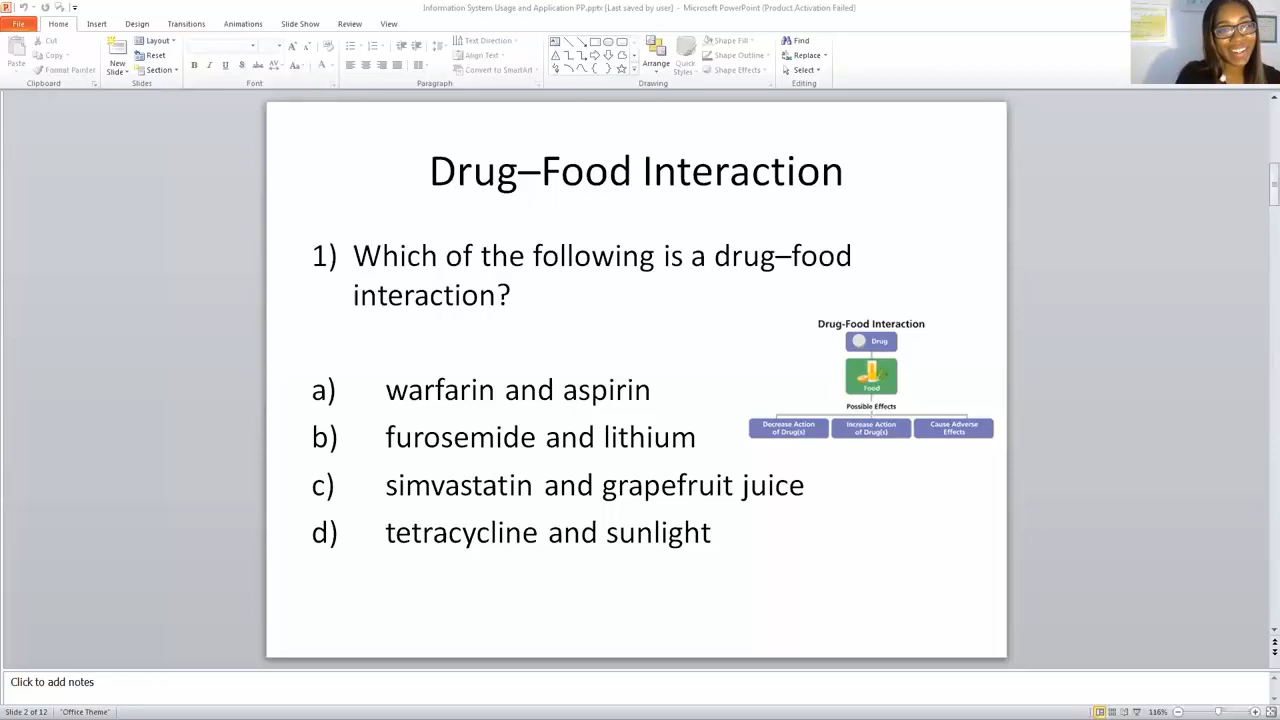 Information System Usage and Application PP.pptx [Last saved by user] - Microsoft PowerPoint (Product Activation Failed)
File Home Insert Design Transitions Animations Slide Show Review View
Paste
Cut
Copy
Format Painter
Clipboard
New Slide
Layout
Reset
Section
Slides
B I U S abc AV Aa A
Font
Text Direction
Align Text
Convert to SmartArt
Paragraph
Arrange
Quick Styles
Shape Fill
Shape Outline
Shape Effects
Drawing
Find
Replace
Select
Editing
Drug–Food Interaction
1) Which of the following is a drug–food
interaction?
a) warfarin and aspirin
b) furosemide and lithium
c) simvastatin and grapefruit juice
d) tetracycline and sunlight
Drug-Food Interaction
Drug
Food
Possible Effects
Decrease Action
of Drug(s)
Increase Action
of Drug(s)
Cause Adverse
Effects
Click to add notes
Slide 2 of 12 "Office Theme" 116%